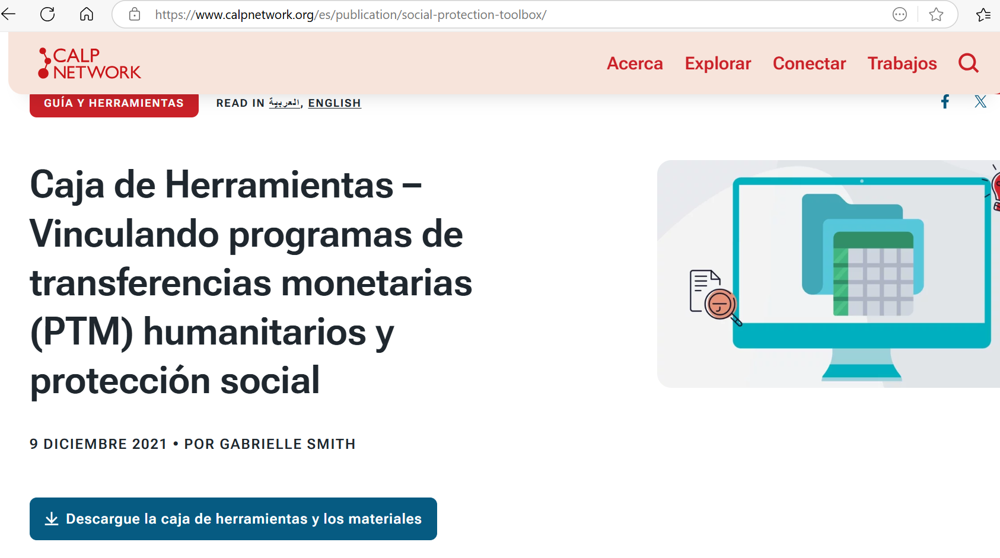 https://www.calpnetwork.org/es/publication/social-protection-toolbox/
CALP
NETWORK
Acerca Explorar Conectar Trabajos
GUÍA Y HERRAMIENTAS READ IN العربية, ENGLISH
Caja de Herramientas –
Vinculando programas de
transferencias monetarias
(PTM) humanitarios y
protección social
9 DICIEMBRE 2021 • POR GABRIELLE SMITH
Descargue la caja de herramientas y los materiales